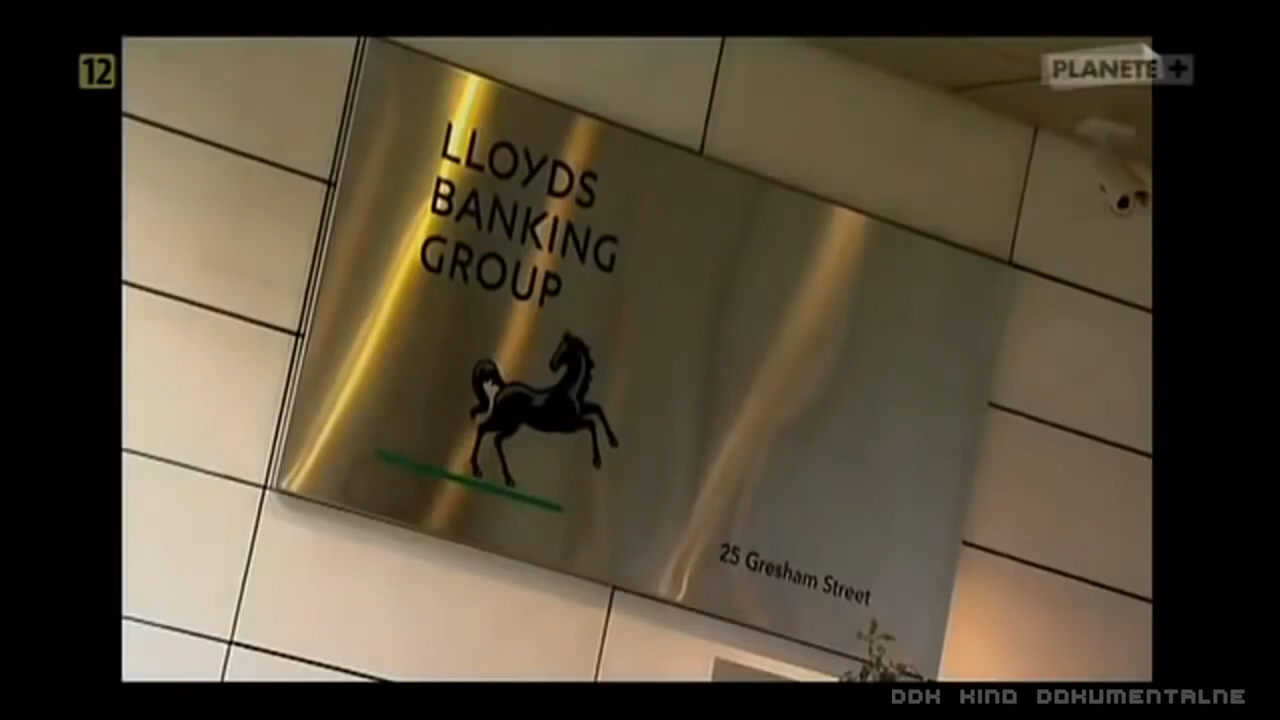 12
PLANETE +
LLOYDS
BANKING
GROUP
25 Gresham Street
DDK KINO DOKUMENTALNE